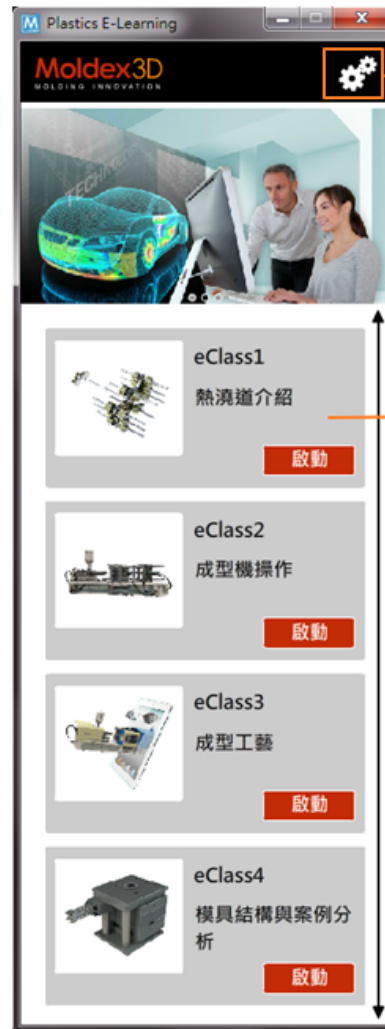 Plastics E-Learning
Moldex3D
MOLDING INNOVATION
TECHNOL
eClass1
熱澆道介紹
啟動
eClass2
成型機操作
啟動
eClass3
成型工藝
啟動
eClass4
模具結構與案例分
析
啟動